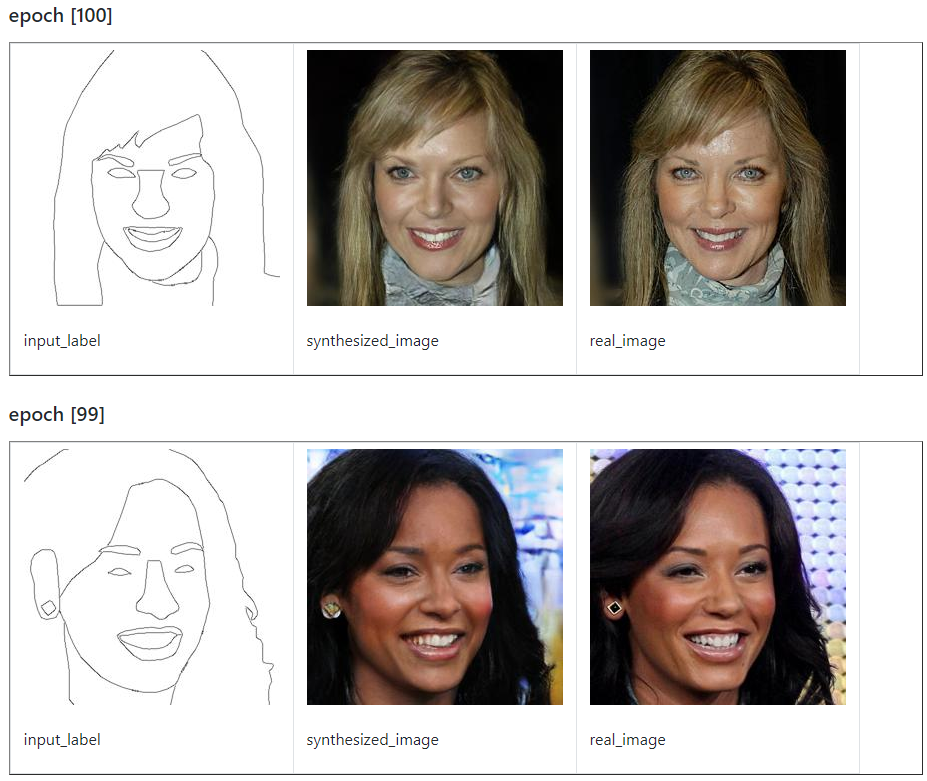 epoch [100]
input_label
synthesized_image
real_image
epoch [99]
input_label
synthesized_image
real_image